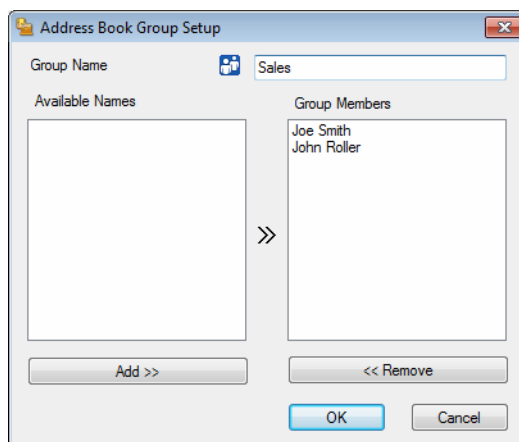 Address Book Group Setup
Group Name
Sales
Available Names
Group Members
Joe Smith
John Roller
Add >>
<< Remove
OK
Cancel